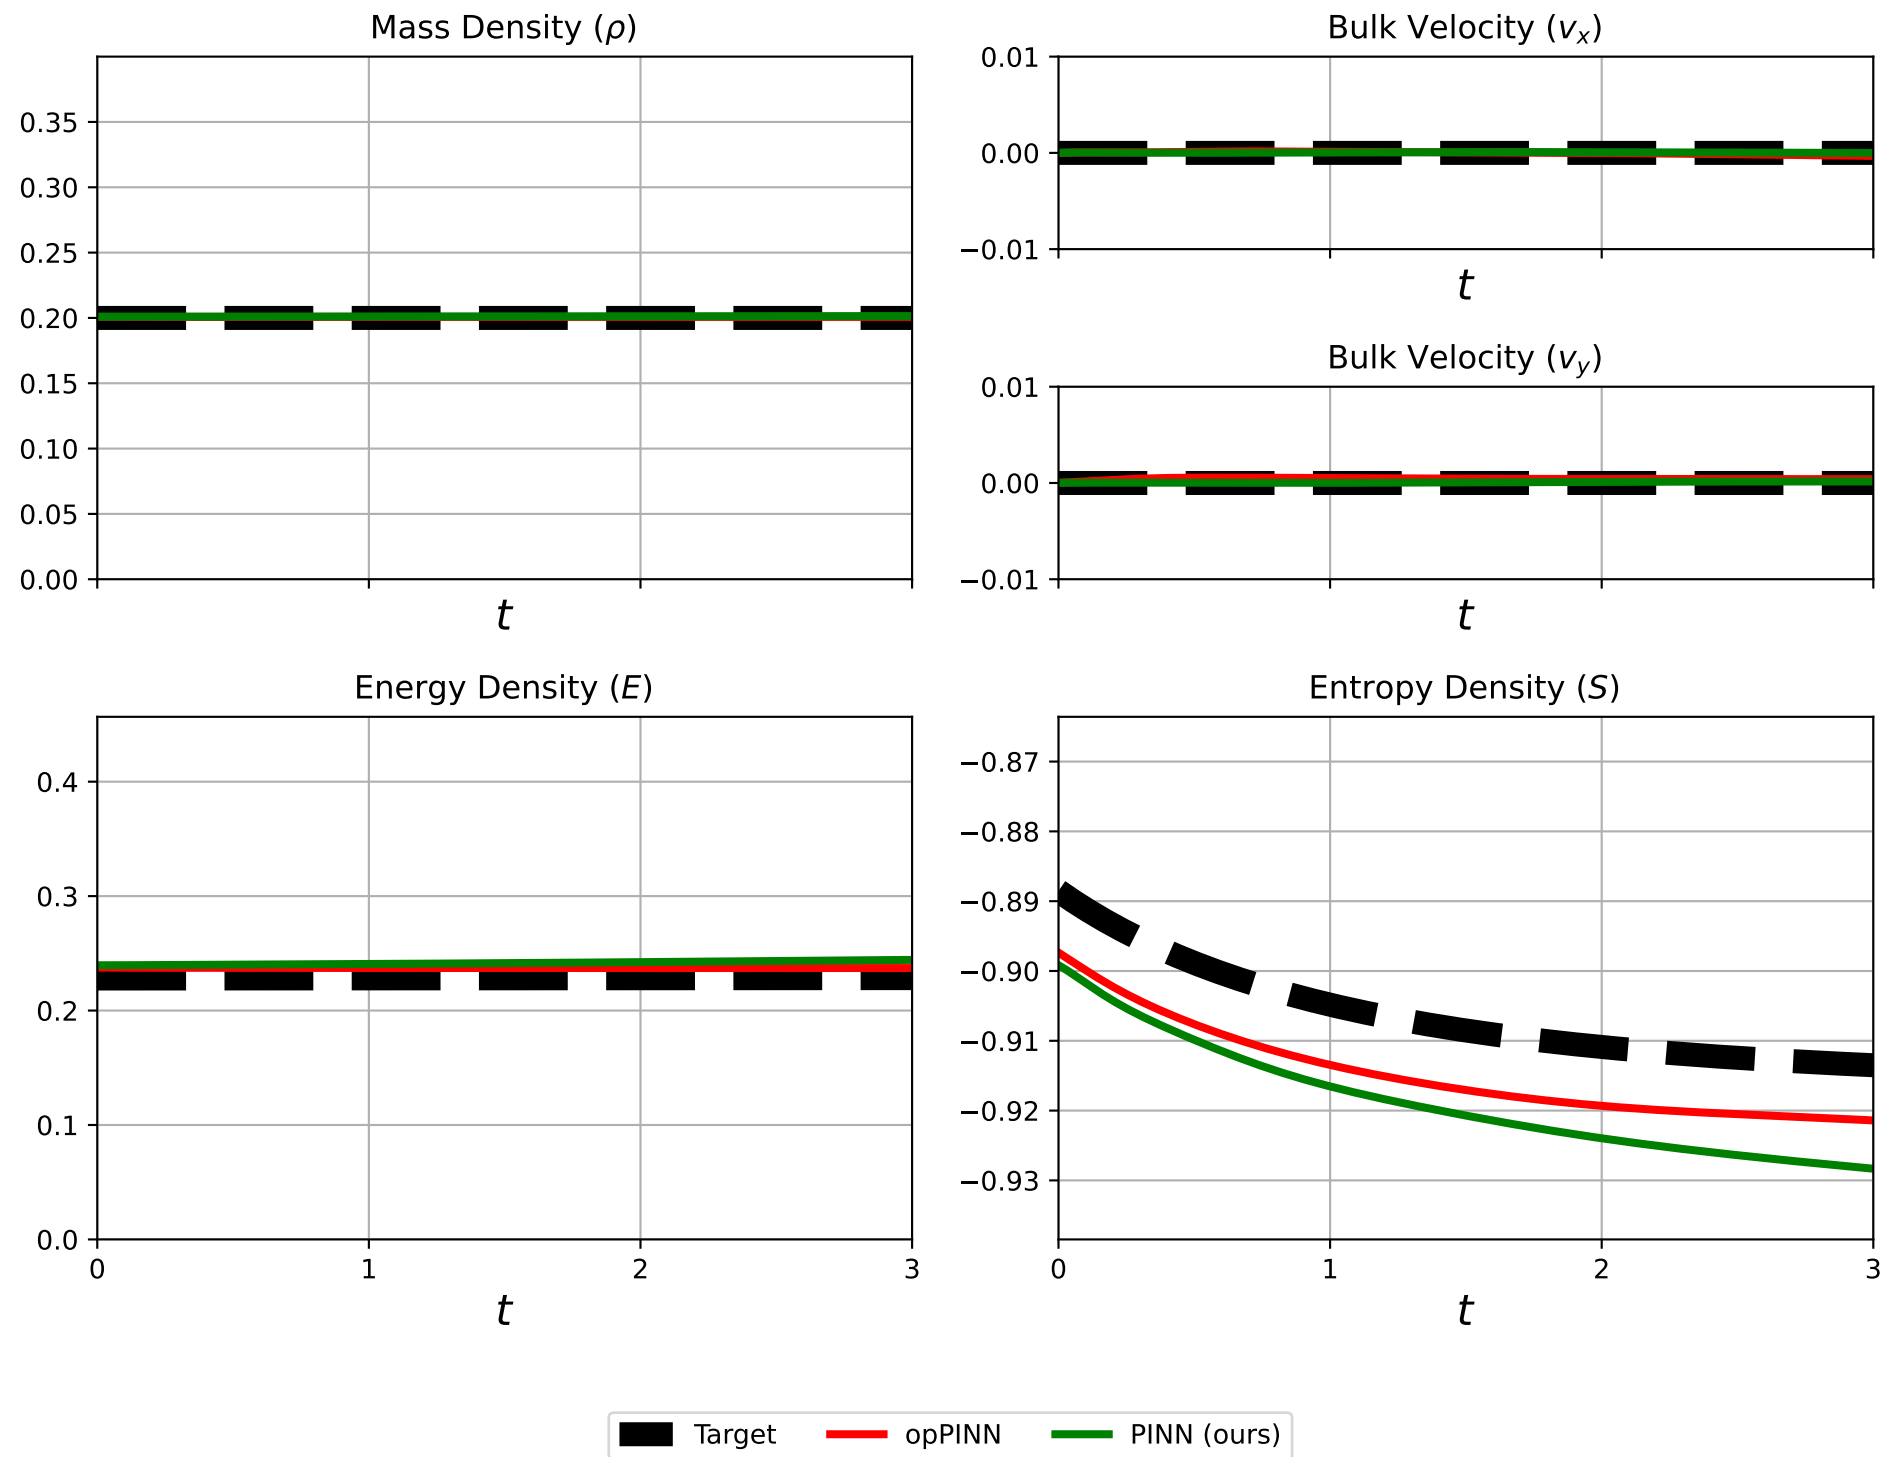 Mass Density (ρ)
0.35
0.30
0.25
0.20
0.15
0.10
0.05
0.00
t
Bulk Velocity (vₓ)
0.01
0.00
−0.01
t
Bulk Velocity (v_y)
0.01
0.00
−0.01
t
Energy Density (E)
0.4
0.3
0.2
0.1
0.0
0 1 2 3
t
Entropy Density (S)
−0.87
−0.88
−0.89
−0.90
−0.91
−0.92
−0.93
0 1 2 3
t
Target opPINN PINN (ours)